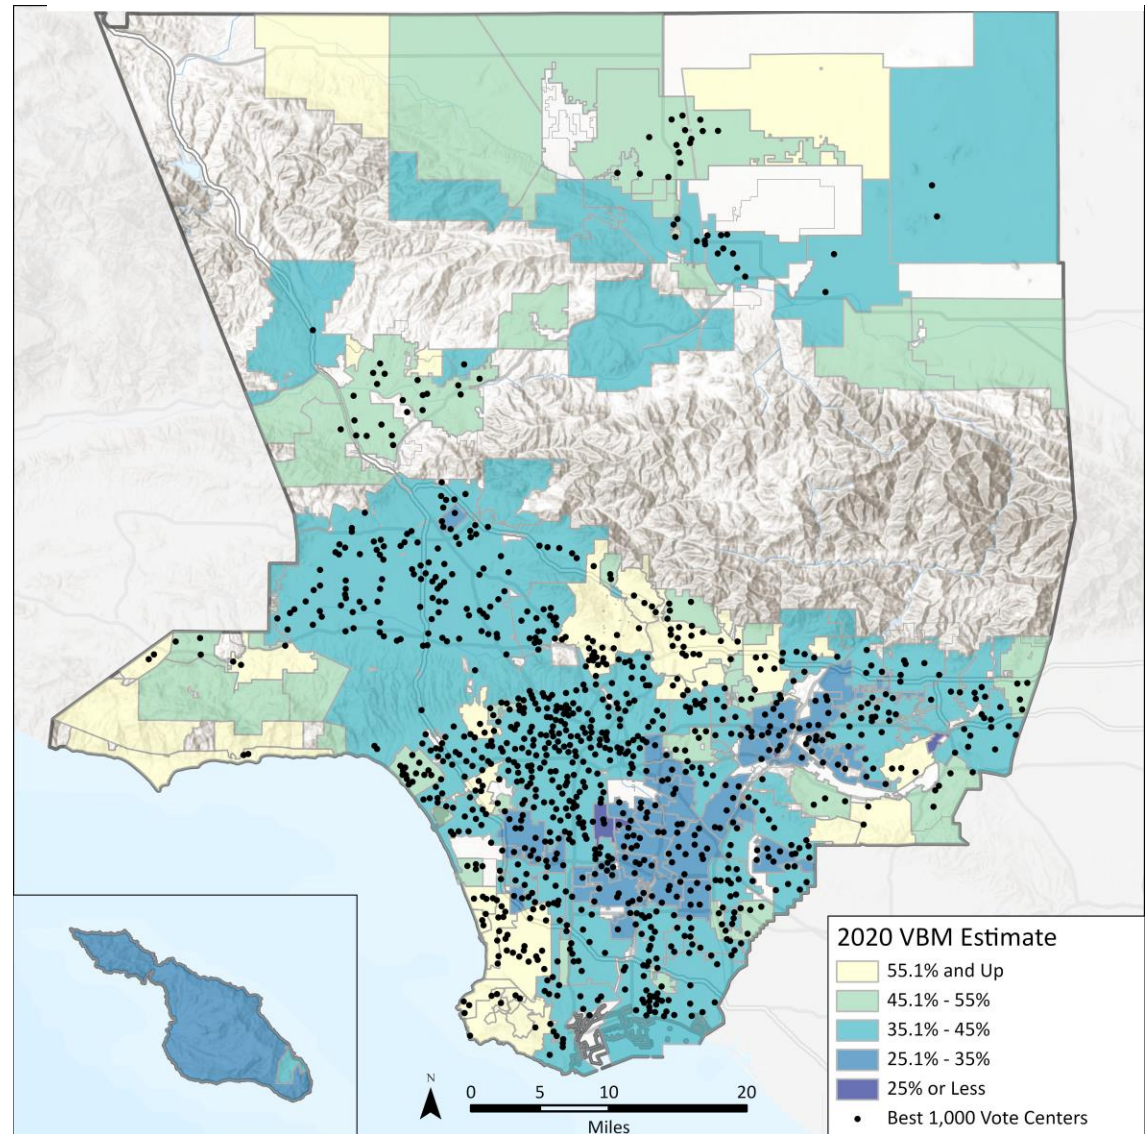 2020 VBM Estimate
55.1% and Up
45.1% - 55%
35.1% - 45%
25.1% - 35%
25% or Less
Best 1,000 Vote Centers
N
0 5 10 20
Miles